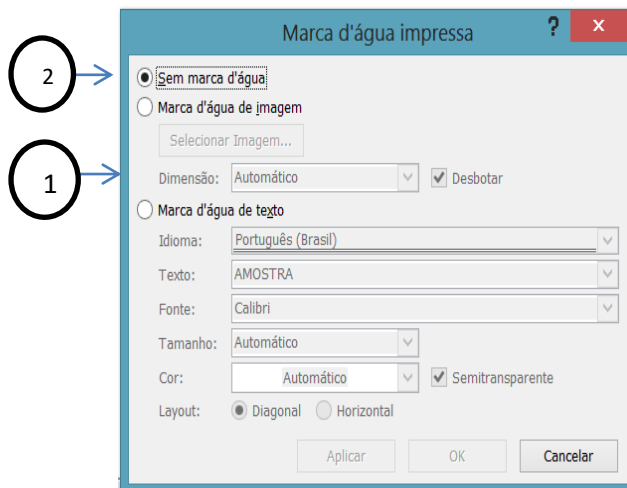 Marca d'água impressa ? x
2
Sem marca d'água
Marca d'água de imagem
Selecionar Imagem...
1
Dimensão: Automático Desbotar
Marca d'água de texto
Idioma: Português (Brasil)
Texto: AMOSTRA
Fonte: Calibri
Tamanho: Automático
Cor: Automático Semitransparente
Layout: Diagonal Horizontal
Aplicar OK Cancelar